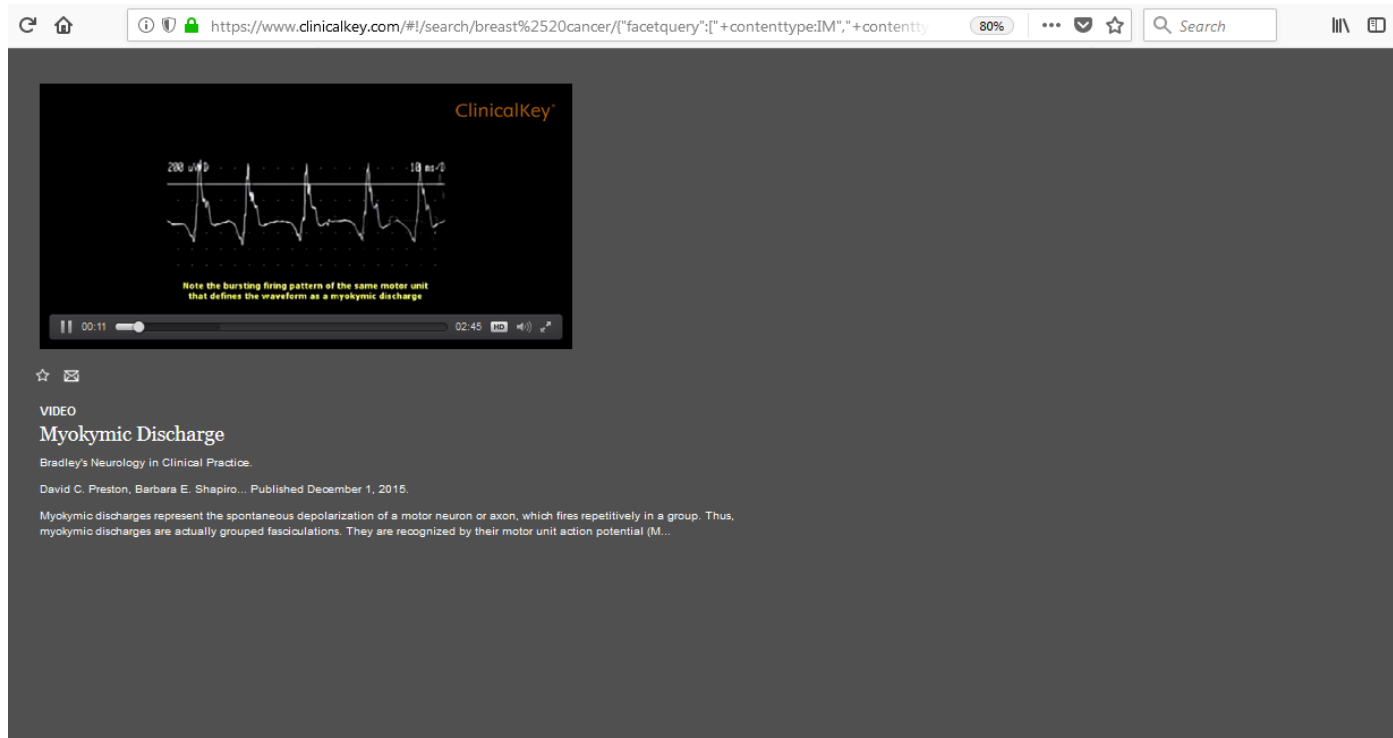 https://www.clinicalkey.com/#!/search/breast%2520cancer/{"facetquery":["+contenttype:IM","+contentty
80%
Search
ClinicalKey
200 uV/D
10 ms/D
Note the bursting firing pattern of the same motor unit
that defines the waveform as a myokymic discharge
00:11
02:45
HD
VIDEO
Myokymic Discharge
Bradley's Neurology in Clinical Practice.
David C. Preston, Barbara E. Shapiro... Published December 1, 2015.
Myokymic discharges represent the spontaneous depolarization of a motor neuron or axon, which fires repetitively in a group. Thus,
myokymic discharges are actually grouped fasciculations. They are recognized by their motor unit action potential (M...